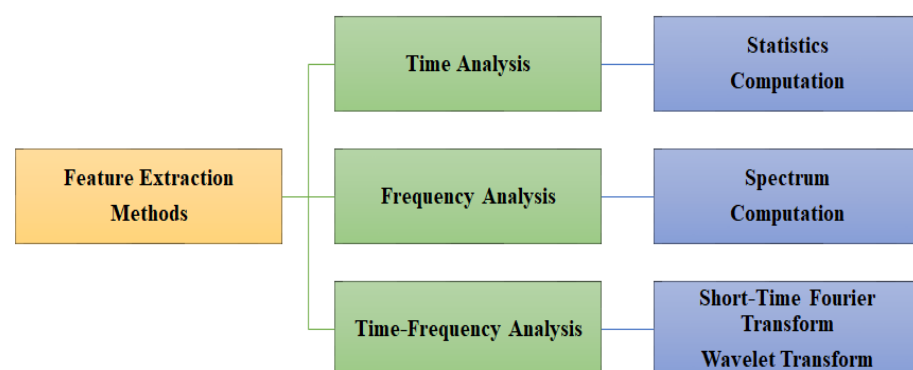 Feature Extraction
Methods
Time Analysis
Statistics
Computation
Frequency Analysis
Spectrum
Computation
Time-Frequency Analysis
Short-Time Fourier
Transform
Wavelet Transform